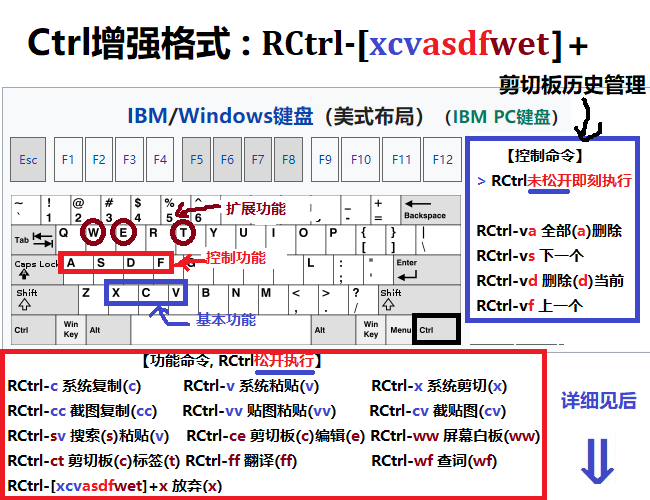 Ctrl增强格式：RCtrl-[xcvasdfwet]+
剪切板历史管理
IBM/Windows键盘（美式布局）（IBM PC键盘）
Esc F1 F2 F3 F4 F5 F6 F7 F8 F9 F10 F11 F12
【控制命令】
> RCtrl未松开即刻执行
RCtrl-va 全部(a)删除
RCtrl-vs 下一个
RCtrl-vd 删除(d)当前
RCtrl-vf 上一个
~ ! @ # $ % ^ _ +
` 1 2 3 4 5 6 - = Backspace
扩展功能
Tab Q W E R T Y U I O P { [ } ] | \
Caps Lock A S D F G L : ; " ' Enter
控制功能
Shift Z X C V B N M < , > . ? / Shift
基本功能
Ctrl Win Key Alt Alt Win Key Menu Ctrl
【功能命令, RCtrl松开执行】
RCtrl-c 系统复制(c) RCtrl-v 系统粘贴(v) RCtrl-x 系统剪切(x)
RCtrl-cc 截图复制(cc) RCtrl-vv 贴图粘贴(vv) RCtrl-cv 截贴图(cv)
RCtrl-sv 搜索(s)粘贴(v) RCtrl-ce 剪切板(c)编辑(e) RCtrl-ww 屏幕白板(ww)
RCtrl-ct 剪切板(c)标签(t) RCtrl-ff 翻译(ff) RCtrl-wf 查词(wf)
RCtrl-[xcvasdfwet]+x 放弃(x)
详细见后